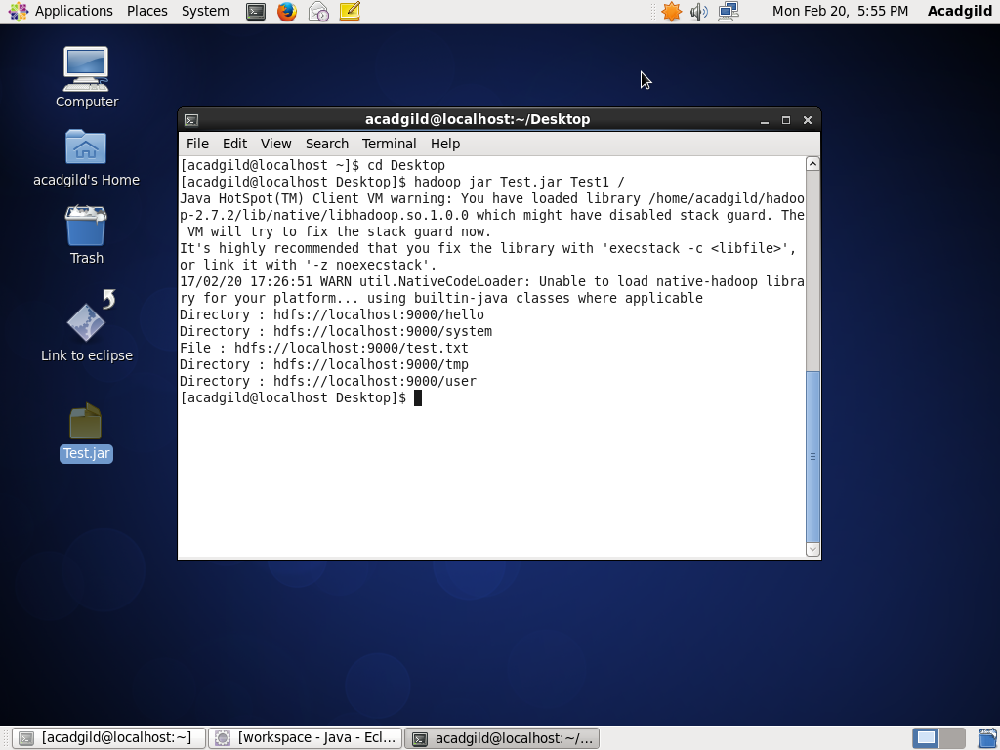 Applications Places System Mon Feb 20, 5:55 PM Acadgild
Computer
acadgild's Home
Trash
Link to eclipse
Test.jar
acadgild@localhost:~/Desktop
File Edit View Search Terminal Help
[acadgild@localhost ~]$ cd Desktop
[acadgild@localhost Desktop]$ hadoop jar Test.jar Test1 /
Java HotSpot(TM) Client VM warning: You have loaded library /home/acadgild/hadoo
p-2.7.2/lib/native/libhadoop.so.1.0.0 which might have disabled stack guard. The
 VM will try to fix the stack guard now.
It's highly recommended that you fix the library with 'execstack -c <libfile>',
or link it with '-z noexecstack'.
17/02/20 17:26:51 WARN util.NativeCodeLoader: Unable to load native-hadoop libra
ry for your platform... using builtin-java classes where applicable
Directory : hdfs://localhost:9000/hello
Directory : hdfs://localhost:9000/system
File : hdfs://localhost:9000/test.txt
Directory : hdfs://localhost:9000/tmp
Directory : hdfs://localhost:9000/user
[acadgild@localhost Desktop]$
[acadgild@localhost:~] [workspace - Java - Ecl... acadgild@localhost:~/...